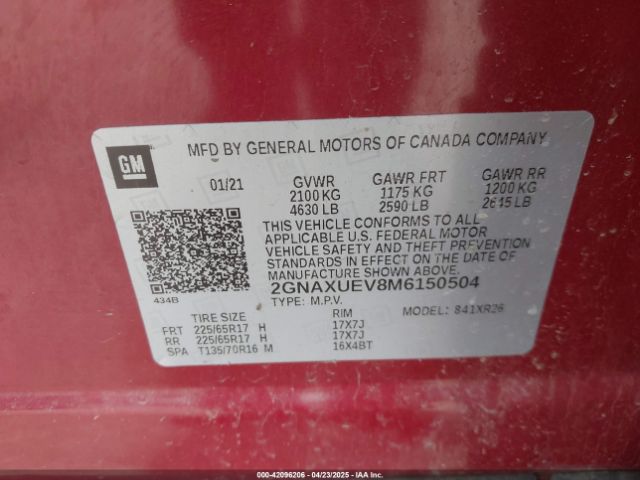 GM
MFD BY GENERAL MOTORS OF CANADA COMPANY
01/21 GVWR GAWR FRT GAWR RR
2100 KG 1175 KG 1200 KG
4630 LB 2590 LB 2645 LB
THIS VEHICLE CONFORMS TO ALL
APPLICABLE U.S. FEDERAL MOTOR
VEHICLE SAFETY AND THEFT PREVENTION
STANDARDS IN EFFECT ON THE DATE OF
MANUFACTURE SHOWN ABOVE.
2GNAXUEV8M6150504
434B TYPE: M.P.V. MODEL: 841XR26
TIRE SIZE RIM
FRT 225/65R17 H 17X7J
RR 225/65R17 H 17X7J
SPA T135/70R16 M 16X4BT
000-42096206 - 04/23/2025 - IAACOM